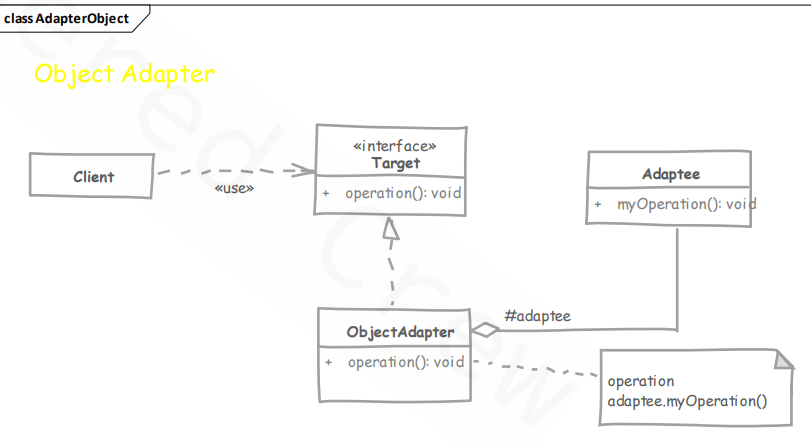 class AdapterObject
Object Adapter
«interface»
Target
+ operation(): void
Client
«use»
Adaptee
+ myOperation(): void
ObjectAdapter
+ operation(): void
#adaptee
operation
adaptee.myOperation()